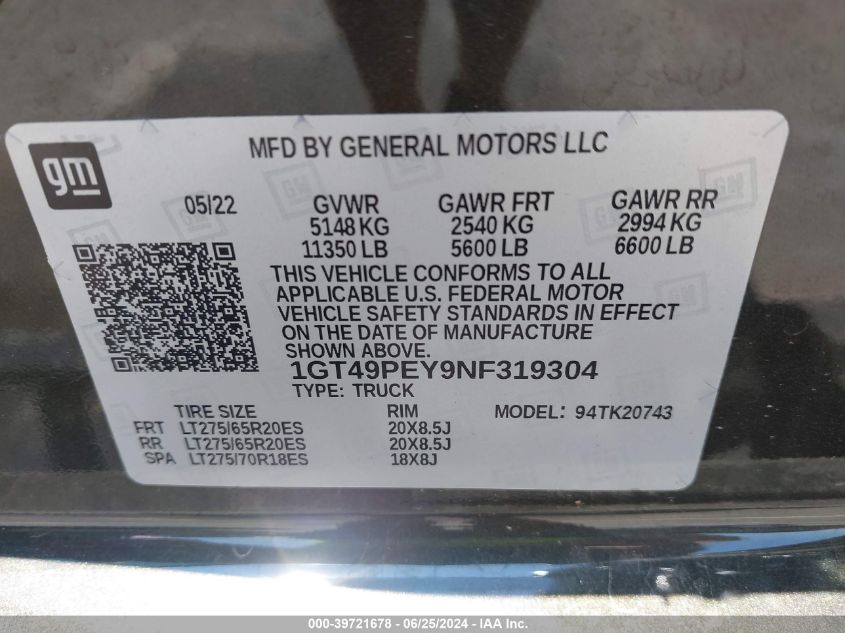 gm
MFD BY GENERAL MOTORS LLC
05/22 GVWR GAWR FRT GAWR RR
5148 KG 2540 KG 2994 KG
11350 LB 5600 LB 6600 LB
THIS VEHICLE CONFORMS TO ALL
APPLICABLE U.S. FEDERAL MOTOR
VEHICLE SAFETY STANDARDS IN EFFECT
ON THE DATE OF MANUFACTURE
SHOWN ABOVE.
1GT49PEY9NF319304
TYPE: TRUCK
TIRE SIZE RIM MODEL: 94TK20743
FRT LT275/65R20ES 20X8.5J
RR LT275/65R20ES 20X8.5J
SPA LT275/70R18ES 18X8J
000-39721678 - 06/25/2024 - IAA, Inc.